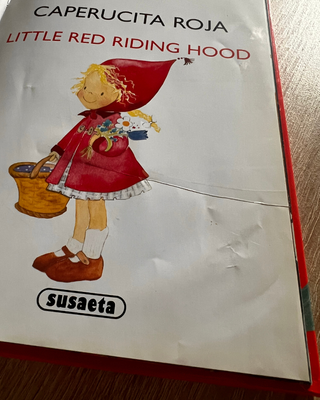 CAPERUCITA ROJA
LITTLE RED RIDING HOOD
susaeta